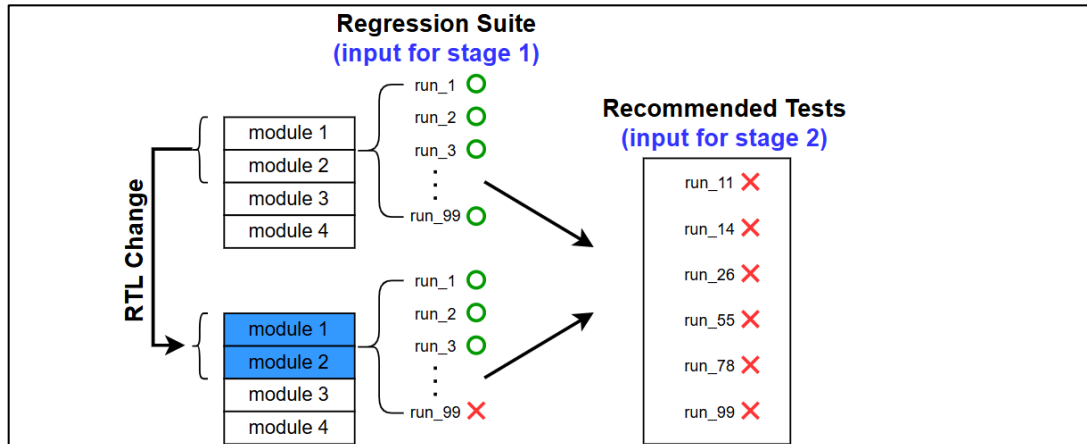 Regression Suite
(input for stage 1)
run_1
run_2
run_3
run_99
module 1
module 2
module 3
module 4
RTL Change
run_1
run_2
run_3
run_99
module 1
module 2
module 3
module 4
Recommended Tests
(input for stage 2)
run_11
run_14
run_26
run_55
run_78
run_99